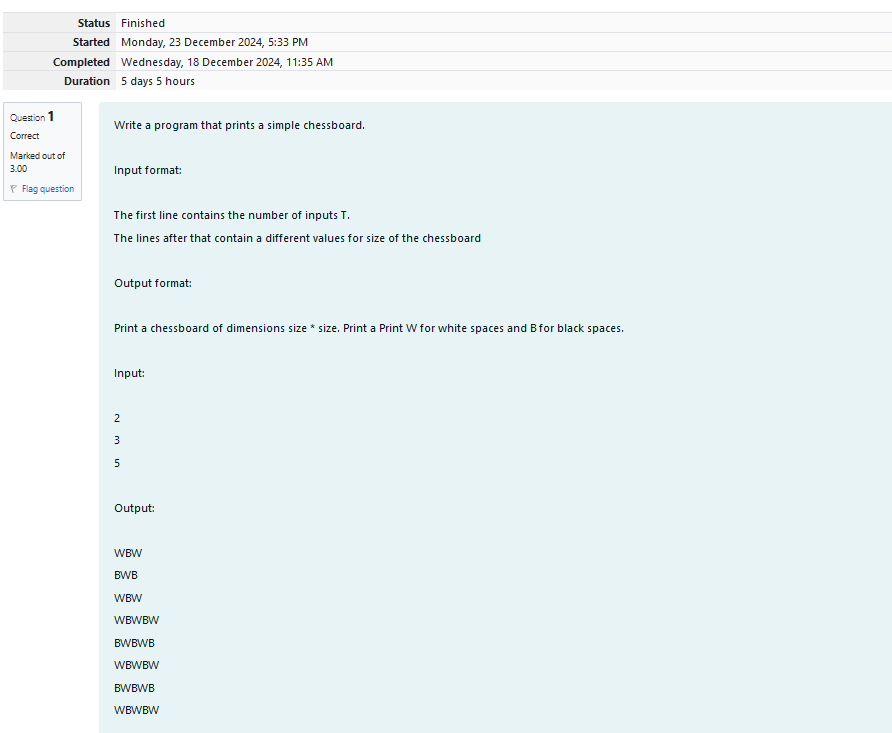 Status Finished
Started Monday, 23 December 2024, 5:33 PM
Completed Wednesday, 18 December 2024, 11:35 AM
Duration 5 days 5 hours
Question 1
Correct
Marked out of
3.00
Flag question
Write a program that prints a simple chessboard.
Input format:
The first line contains the number of inputs T.
The lines after that contain a different values for size of the chessboard
Output format:
Print a chessboard of dimensions size * size. Print a Print W for white spaces and B for black spaces.
Input:
2
3
5
Output:
WBW
BWB
WBW
WBWBW
BWBWB
WBWBW
BWBWB
WBWBW